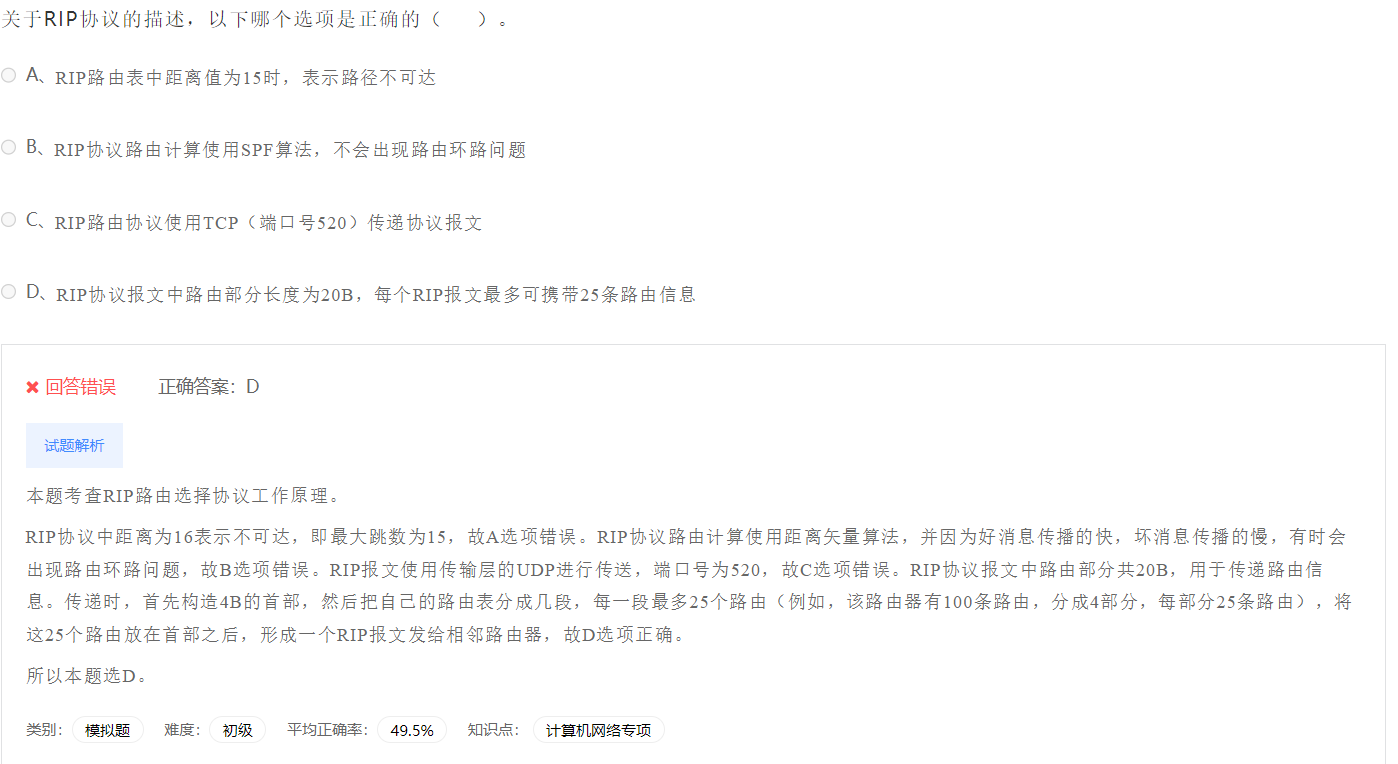 关于RIP协议的描述，以下哪个选项是正确的（　　）。
A、RIP路由表中距离值为15时，表示路径不可达
B、RIP协议路由计算使用SPF算法，不会出现路由环路问题
C、RIP路由协议使用TCP（端口号520）传递协议报文
D、RIP协议报文中路由部分长度为20B，每个RIP报文最多可携带25条路由信息
回答错误 正确答案：D
试题解析
本题考查RIP路由选择协议工作原理。
RIP协议中距离为16表示不可达，即最大跳数为15，故A选项错误。RIP协议路由计算使用距离矢量算法，并因为好消息传播的快，坏消息传播的慢，有时会
出现路由环路问题，故B选项错误。RIP报文使用传输层的UDP进行传送，端口号为520，故C选项错误。RIP协议报文中路由部分共20B，用于传递路由信
息。传递时，首先构造4B的首部，然后把自己的路由表分成几段，每一段最多25个路由（例如，该路由器有100条路由，分成4部分，每部分25条路由），将
这25个路由放在首部之后，形成一个RIP报文发给相邻路由器，故D选项正确。
所以本题选D。
类别： 模拟题 难度： 初级 平均正确率： 49.5% 知识点： 计算机网络专项